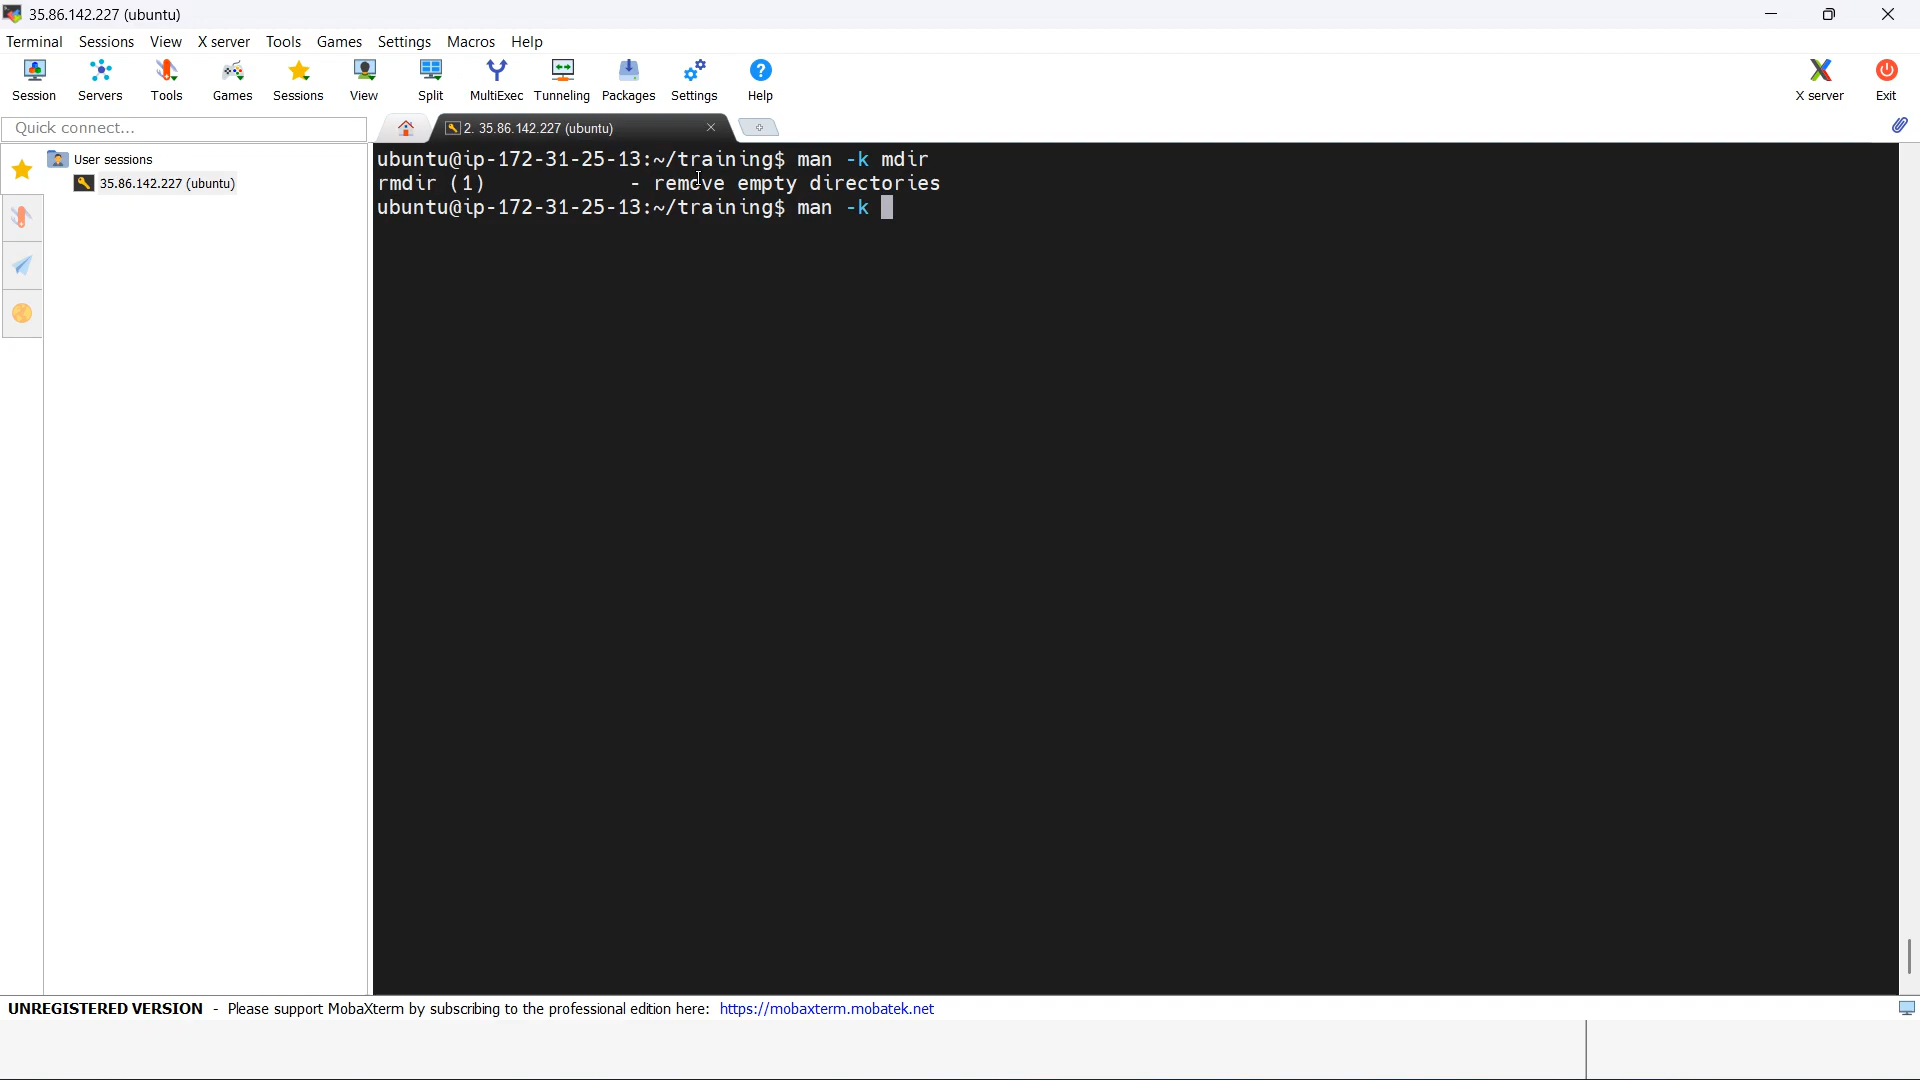 35.86.142.227 (ubuntu)
Terminal Sessions View X server Tools Games Settings Macros Help
Session Servers Tools Games Sessions View Split MultiExec Tunneling Packages Settings Help X server Exit
Quick connect...
2. 35.86.142.227 (ubuntu)
User sessions
35.86.142.227 (ubuntu)
ubuntu@ip-172-31-25-13:~/training$ man -k mdir
rmdir (1) - remove empty directories
ubuntu@ip-172-31-25-13:~/training$ man -k
UNREGISTERED VERSION - Please support MobaXterm by subscribing to the professional edition here: https://mobaxterm.mobatek.net